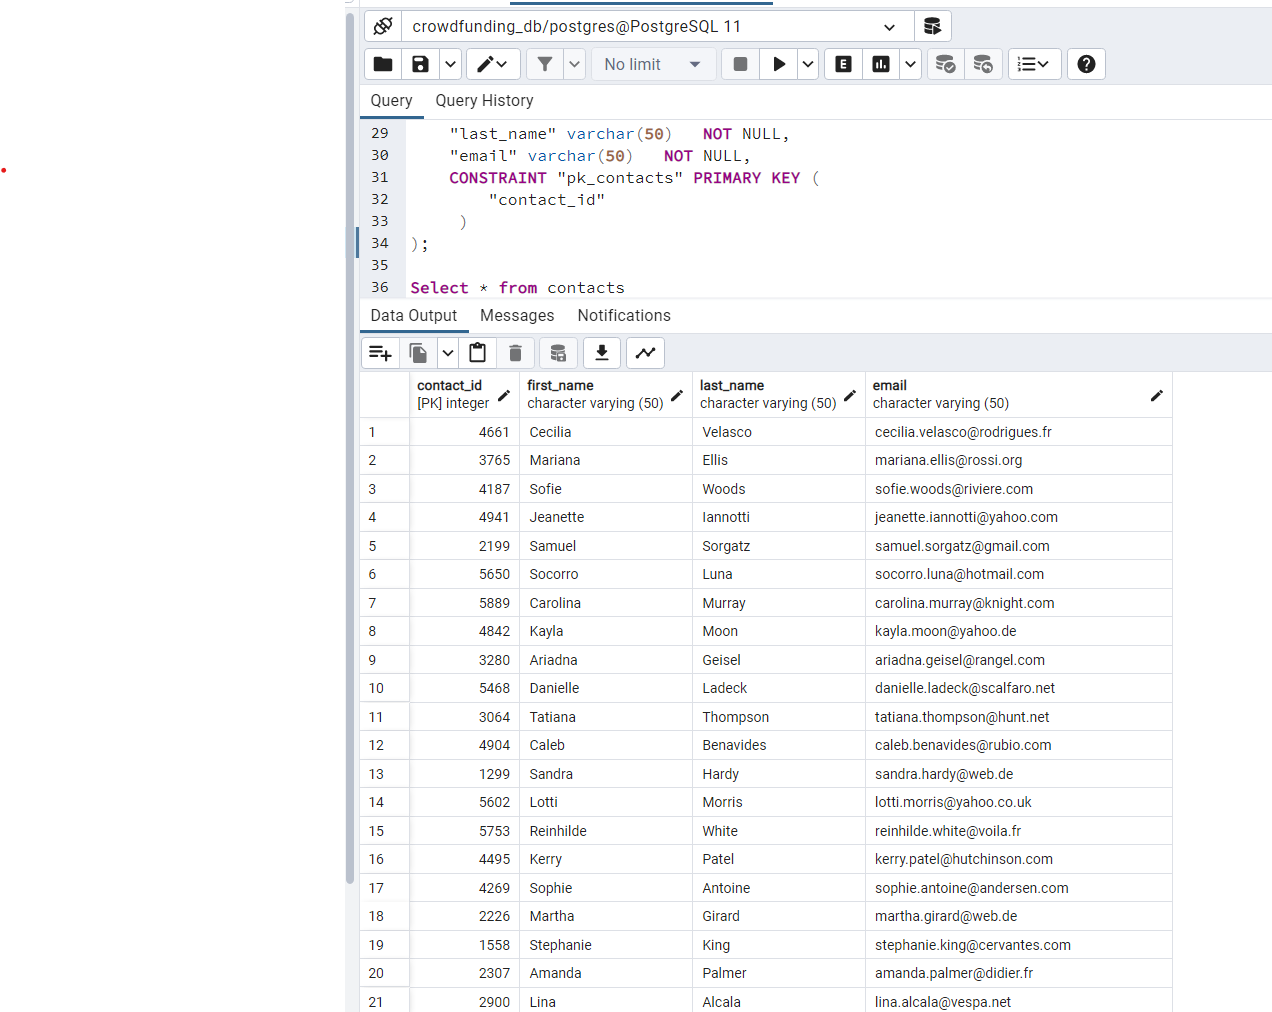 crowdfunding_db/postgres@PostgreSQL 11
No limit
E
Query Query History
29 "last_name" varchar(50) NOT NULL,
30 "email" varchar(50) NOT NULL,
31 CONSTRAINT "pk_contacts" PRIMARY KEY (
32 "contact_id"
33 )
34 );
35
36 Select * from contacts
Data Output Messages Notifications
contact_id first_name last_name email
[PK] integer character varying (50) character varying (50) character varying (50)
1 4661 Cecilia Velasco cecilia.velasco@rodrigues.fr
2 3765 Mariana Ellis mariana.ellis@rossi.org
3 4187 Sofie Woods sofie.woods@riviere.com
4 4941 Jeanette Iannotti jeanette.iannotti@yahoo.com
5 2199 Samuel Sorgatz samuel.sorgatz@gmail.com
6 5650 Socorro Luna socorro.luna@hotmail.com
7 5889 Carolina Murray carolina.murray@knight.com
8 4842 Kayla Moon kayla.moon@yahoo.de
9 3280 Ariadna Geisel ariadna.geisel@rangel.com
10 5468 Danielle Ladeck danielle.ladeck@scalfaro.net
11 3064 Tatiana Thompson tatiana.thompson@hunt.net
12 4904 Caleb Benavides caleb.benavides@rubio.com
13 1299 Sandra Hardy sandra.hardy@web.de
14 5602 Lotti Morris lotti.morris@yahoo.co.uk
15 5753 Reinhilde White reinhilde.white@voila.fr
16 4495 Kerry Patel kerry.patel@hutchinson.com
17 4269 Sophie Antoine sophie.antoine@andersen.com
18 2226 Martha Girard martha.girard@web.de
19 1558 Stephanie King stephanie.king@cervantes.com
20 2307 Amanda Palmer amanda.palmer@didier.fr
21 2900 Lina Alcala lina.alcala@vespa.net